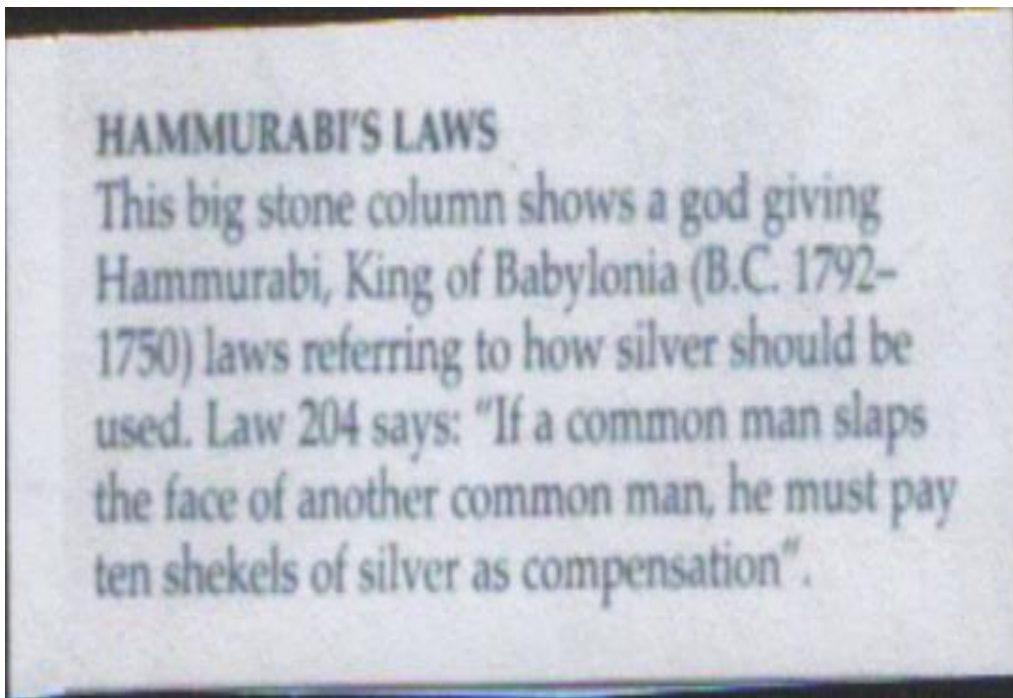 HAMMURABI'S LAWS
This big stone column shows a god giving
Hammurabi, King of Babylonia (B.C. 1792–
1750) laws referring to how silver should be
used. Law 204 says: "If a common man slaps
the face of another common man, he must pay
ten shekels of silver as compensation".